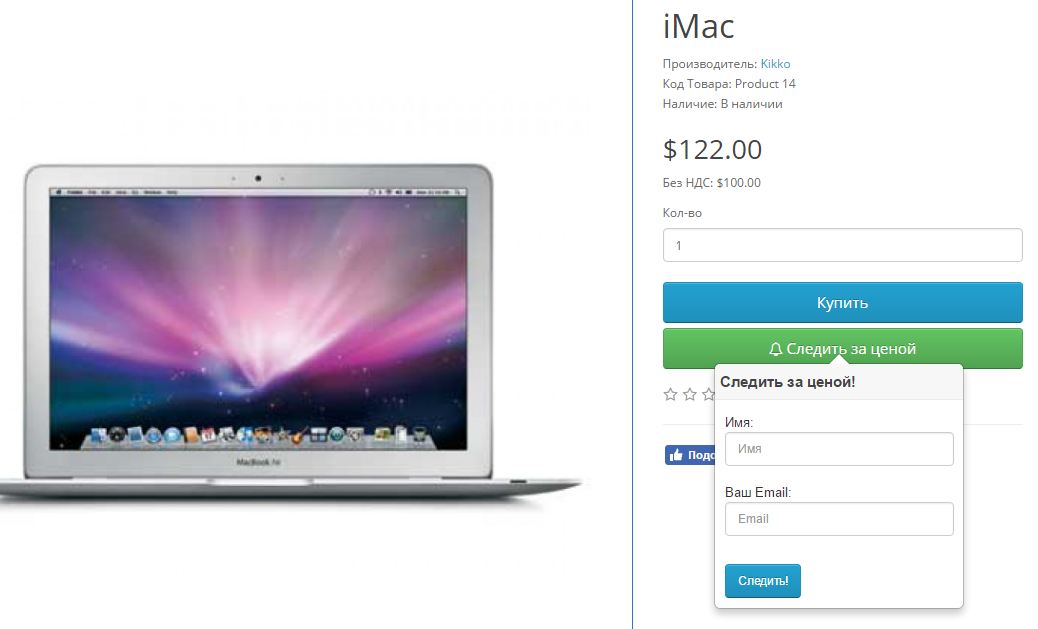 iMac
Производитель: Kikko
Код Товара: Product 14
Наличие: В наличии
$122.00
Без НДС: $100.00
Кол-во
1
Купить
Следить за ценой
Следить за ценой!
Имя:
Имя
Подо
Ваш Email:
Email
Следить!
MacBook Air